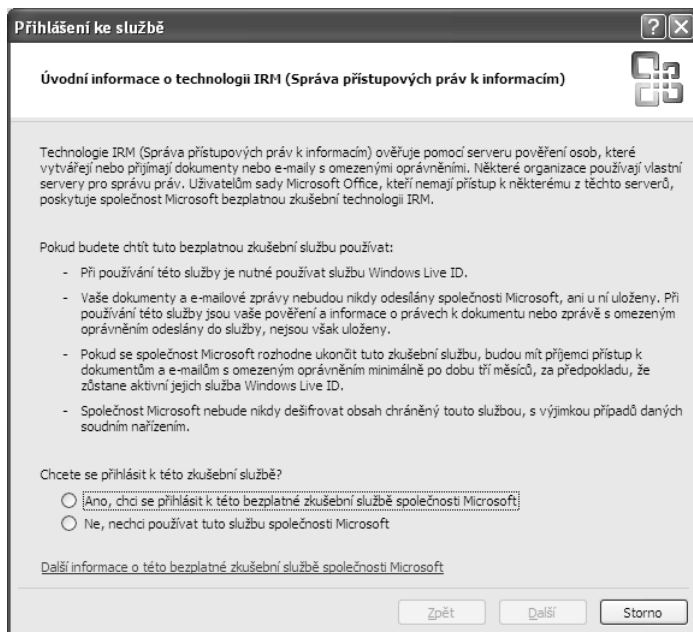 Přihlášení ke službě
Úvodní informace o technologii IRM (Správa přístupových práv k informacím)
Technologie IRM (Správa přístupových práv k informacím) ověřuje pomocí serveru pověření osob, které
vytvářejí nebo přijímají dokumenty nebo e-maily s omezenými oprávněními. Některé organizace používají vlastní
servery pro správu práv. Uživatelům sady Microsoft Office, kteří nemají přístup k některému z těchto serverů,
poskytuje společnost Microsoft bezplatnou zkušební technologii IRM.
Pokud budete chtít tuto bezplatnou zkušební službu používat:
- Při používání této služby je nutné používat službu Windows Live ID.
- Vaše dokumenty a e-mailové zprávy nebudou nikdy odesílány společnosti Microsoft, ani u ní uloženy. Při
používání této služby jsou vaše pověření a informace o právech k dokumentu nebo zprávě s omezeným
oprávněním odeslány do služby, nejsou však uloženy.
- Pokud se společnost Microsoft rozhodne ukončit tuto zkušební službu, budou mít příjemci přístup k
dokumentům a e-mailům s omezeným oprávněním minimálně po dobu tří měsíců, za předpokladu, že
zůstane aktivní jejich služba Windows Live ID.
- Společnost Microsoft nebude nikdy dešifrovat obsah chráněný touto službou, s výjimkou případů daných
soudním nařízením.
Chcete se přihlásit k této zkušební službě?
Ano, chci se přihlásit k této bezplatné zkušební službě společnosti Microsoft
Ne, nechci používat tuto službu společnosti Microsoft
Další informace o této bezplatné zkušební službě společnosti Microsoft
Zpět Další Storno